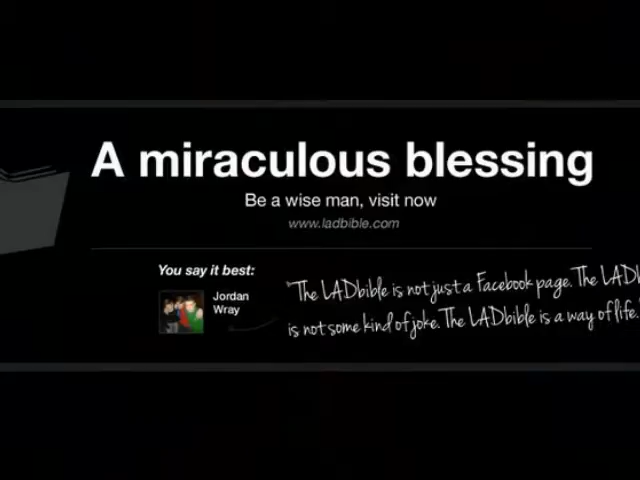 A miraculous blessing
Be a wise man, visit now
www.ladbible.com
You say it best:
Jordan
Wray
"The LADbible is not just a Facebook page. The LADb
is not some kind of joke. The LADbible is a way of life.